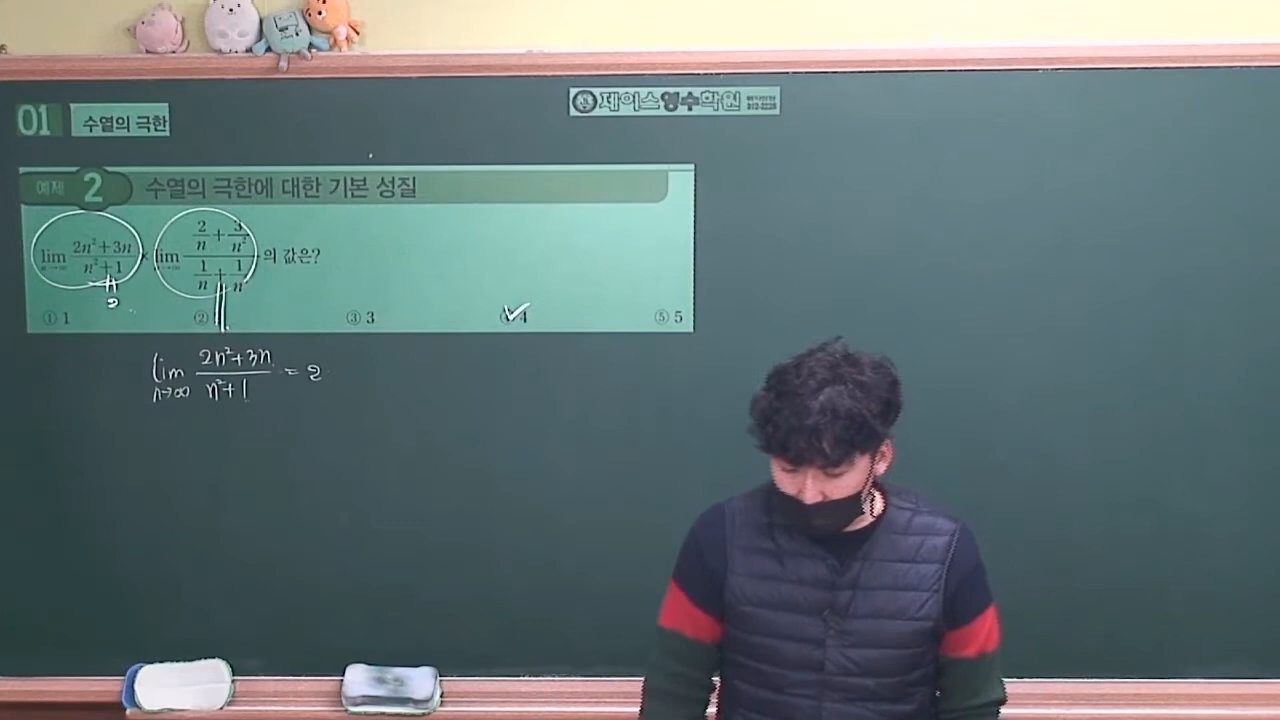 01 수열의 극한
제이스영수학원
예제 2 수열의 극한에 대한 기본 성질
lim n→∞ (2n²+3n)/(n²+1) × lim n→∞ (2/n + 3/n²)/(1/n + 1/n) 의 값은?
2
① 1 ② ③ 3 4 ⑤ 5
lim n→∞ (2n²+3n)/(n²+1) = 2